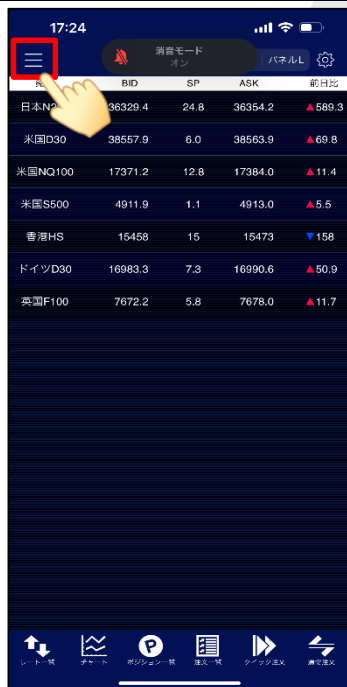 17:24
消音モード
オン
パネルL
BID SP ASK 前日比
日本N2 36329.4 24.8 36354.2 ▲589.3
米国D30 38557.9 6.0 38563.9 ▲69.8
米国NQ100 17371.2 12.8 17384.0 ▲11.4
米国S500 4911.9 1.1 4913.0 ▲5.5
香港HS 15458 15 15473 ▼158
ドイツD30 16983.3 7.3 16990.6 ▲50.9
英国F100 7672.2 5.8 7678.0 ▲11.7
P
レート一覧 チャート ポジション一覧 注文一覧 クイック注文 通常注文